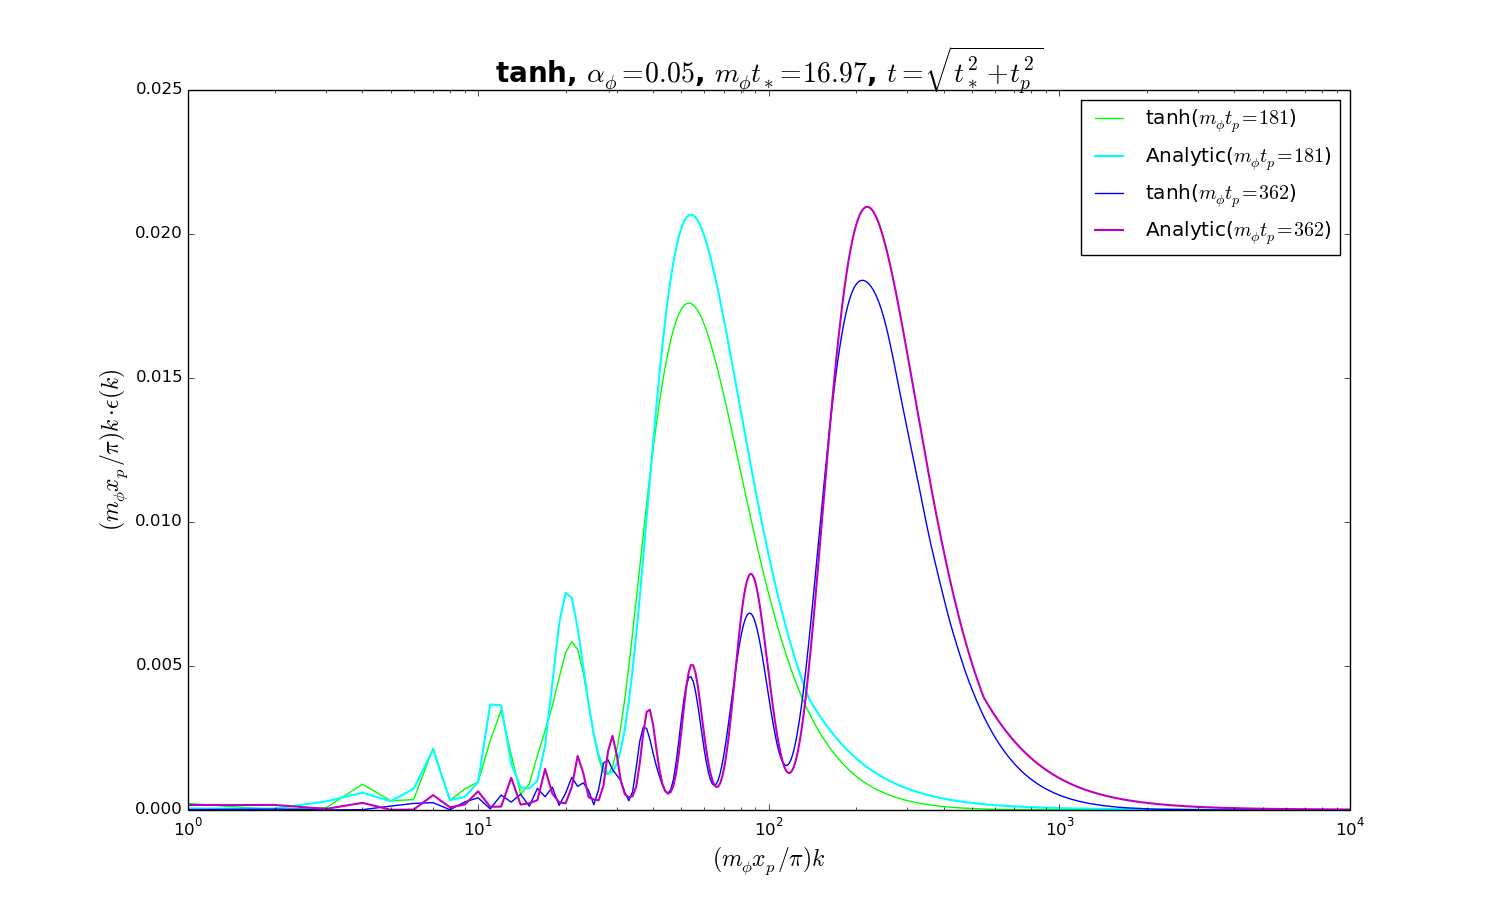 tanh, α_ϕ=0.05, m_ϕt_*=16.97, t=√(t_*^2+t_p^2)
0.025
0.020
0.015
0.010
0.005
0.000
(m_ϕx_p/π)k·ϵ(k)
tanh(m_ϕt_p=181)
Analytic(m_ϕt_p=181)
tanh(m_ϕt_p=362)
Analytic(m_ϕt_p=362)
10^0 10^1 10^2 10^3 10^4
(m_ϕx_p/π)k